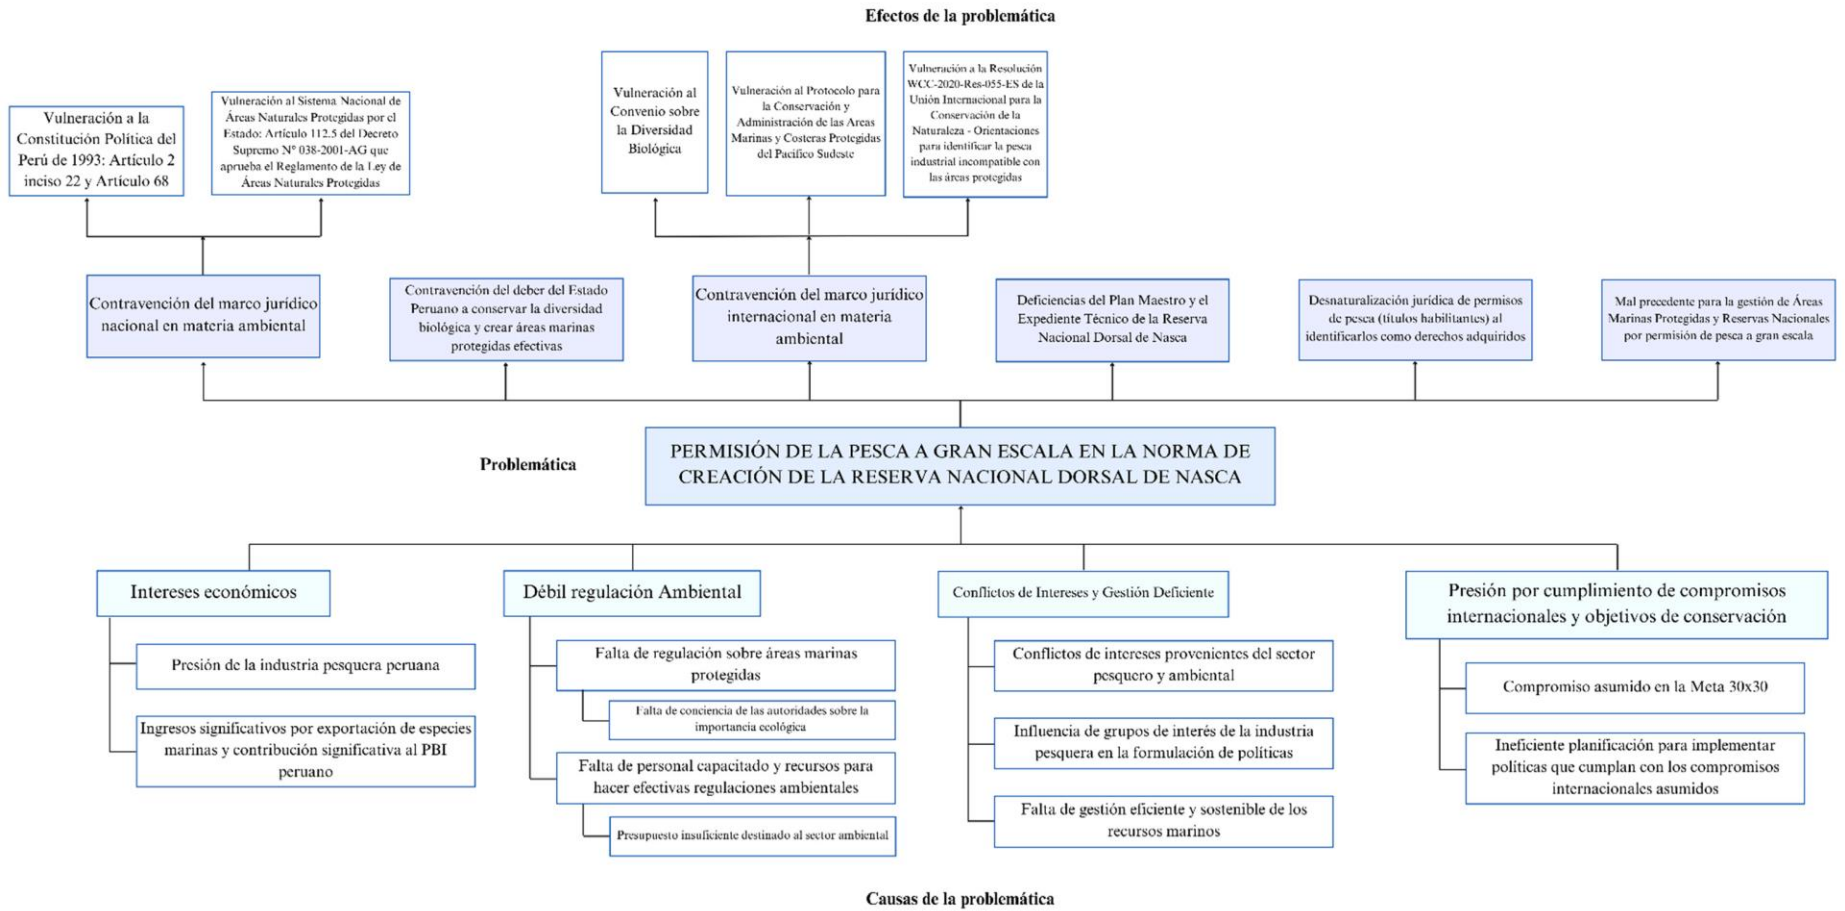 Efectos de la problemática
Vulneración a la
Constitución Política del
Perú de 1993: Artículo 2
inciso 22 y Artículo 68
Vulneración al Sistema Nacional de
Áreas Naturales Protegidas por el
Estado: Artículo 112.5 del Decreto
Supremo N° 038-2001-AG que
aprueba el Reglamento de la Ley de
Áreas Naturales Protegidas
Vulneración al
Convenio sobre
la Diversidad
Biológica
Vulneración al Protocolo para
la Conservación y
Administración de las Areas
Marinas y Costeras Protegidas
del Pacifico Sudeste
Vulneración a la Resolución
WCC-2020-Res-055-ES de la
Unión Internacional para la
Conservación de la
Naturaleza - Orientaciones
para identificar la pesca
industrial incompatible con
las áreas protegidas
Contravención del marco jurídico
nacional en materia ambiental
Contravención del deber del Estado
Peruano a conservar la diversidad
biológica y crear áreas marinas
protegidas efectivas
Contravención del marco jurídico
internacional en materia
ambiental
Deficiencias del Plan Maestro y el
Expediente Técnico de la Reserva
Nacional Dorsal de Nasca
Desnaturalización jurídica de permisos
de pesca (títulos habilitantes) al
identificarlos como derechos adquiridos
Mal precedente para la gestión de Áreas
Marinas Protegidas y Reservas Nacionales
por permisión de pesca a gran escala
Problemática
PERMISIÓN DE LA PESCA A GRAN ESCALA EN LA NORMA DE
CREACIÓN DE LA RESERVA NACIONAL DORSAL DE NASCA
Intereses económicos
Presión de la industria pesquera peruana
Ingresos significativos por exportación de especies
marinas y contribución significativa al PBI
peruano
Débil regulación Ambiental
Falta de regulación sobre áreas marinas
protegidas
Falta de conciencia de las autoridades sobre la
importancia ecológica
Falta de personal capacitado y recursos para
hacer efectivas regulaciones ambientales
Presupuesto insuficiente destinado al sector ambiental
Conflictos de Intereses y Gestión Deficiente
Conflictos de intereses provenientes del sector
pesquero y ambiental
Influencia de grupos de interés de la industria
pesquera en la formulación de políticas
Falta de gestión eficiente y sostenible de los
recursos marinos
Presión por cumplimiento de compromisos
internacionales y objetivos de conservación
Compromiso asumido en la Meta 30x30
Ineficiente planificación para implementar
políticas que cumplan con los compromisos
internacionales asumidos
Causas de la problemática